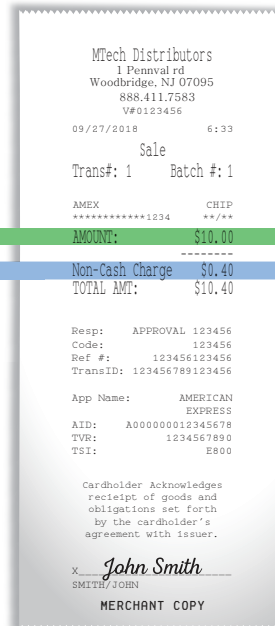 MTech Distributors
1 Pennval rd
Woodbridge, NJ 07095
888.411.7583
V#0123456
09/27/2018 6:33
Sale
Trans#: 1 Batch #: 1
AMEX CHIP
************1234 **/**
AMOUNT: $10.00
--------
Non-Cash Charge $0.40
TOTAL AMT: $10.40
Resp: APPROVAL 123456
Code: 123456
Ref #: 123456123456
TransID: 123456789123456
App Name: AMERICAN
EXPRESS
AID: A000000012345678
TVR: 1234567890
TSI: E800
Cardholder Acknowledges
recieipt of goods and
obligations set forth
by the cardholder's
agreement with issuer.
x John Smith
SMITH/JOHN
MERCHANT COPY